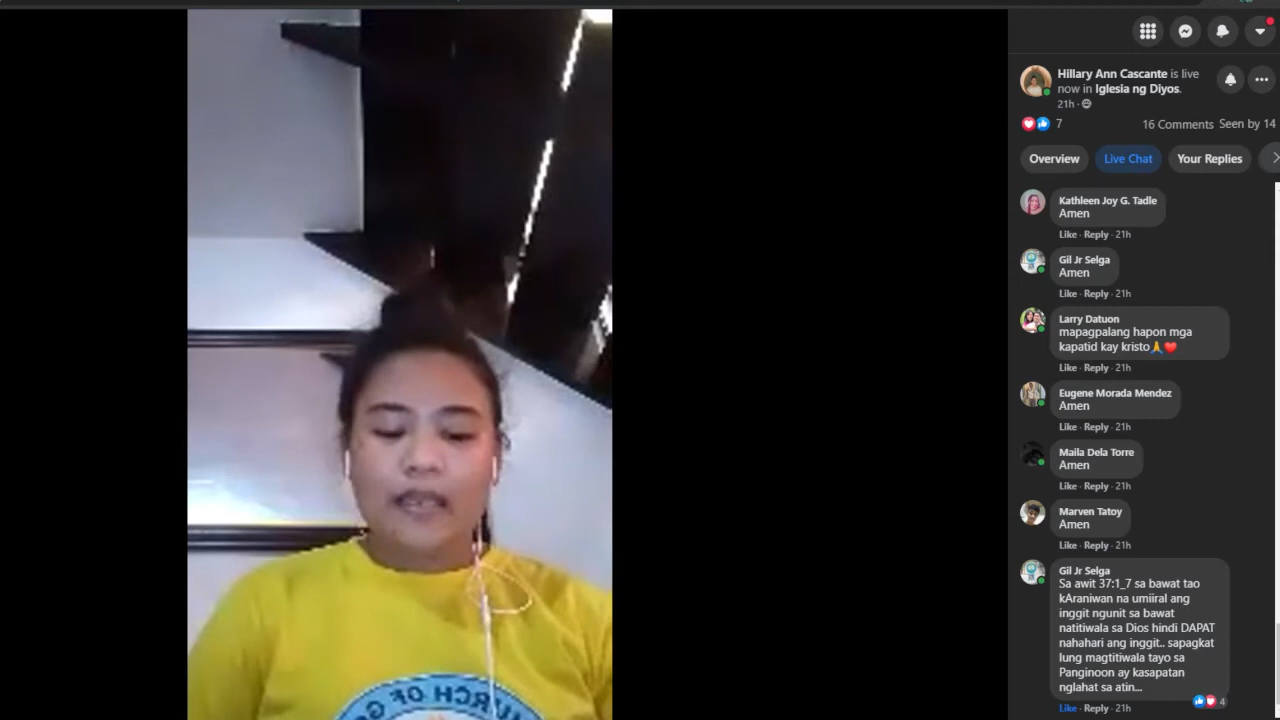 Hillary Ann Cascante is live
now in Iglesia ng Diyos.
21h ·
7
16 Comments Seen by 14
Overview
Live Chat
Your Replies
Kathleen Joy G. Tadle
Amen
Like · Reply · 21h
Gil Jr Selga
Amen
Like · Reply · 21h
Larry Datuon
mapagpalang hapon mga
kapatid kay kristo🙏❤️
Like · Reply · 21h
Eugene Morada Mendez
Amen
Like · Reply · 21h
Maila Dela Torre
Amen
Like · Reply · 21h
Marven Tatoy
Amen
Like · Reply · 21h
Gil Jr Selga
Sa awit 37:1_7 sa bawat tao
kAraniwan na umiiral ang
inggit ngunit sa bawat
natitiwala sa Dios hindi DAPAT
nahahari ang inggit.. sapagkat
lung magtitiwala tayo sa
Panginoon ay kasapatan
nglahat sa atin...
4
Like · Reply · 21h